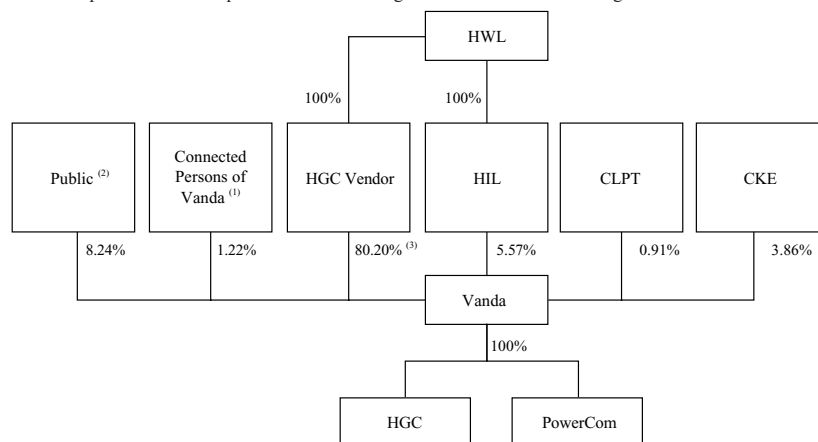 HWL
100%
100%
Public (2)
Connected
Persons of
Vanda (1)
HGC Vendor
HIL
CLPT
CKE
8.24%
1.22%
80.20% (3)
5.57%
0.91%
3.86%
Vanda
100%
HGC
PowerCom